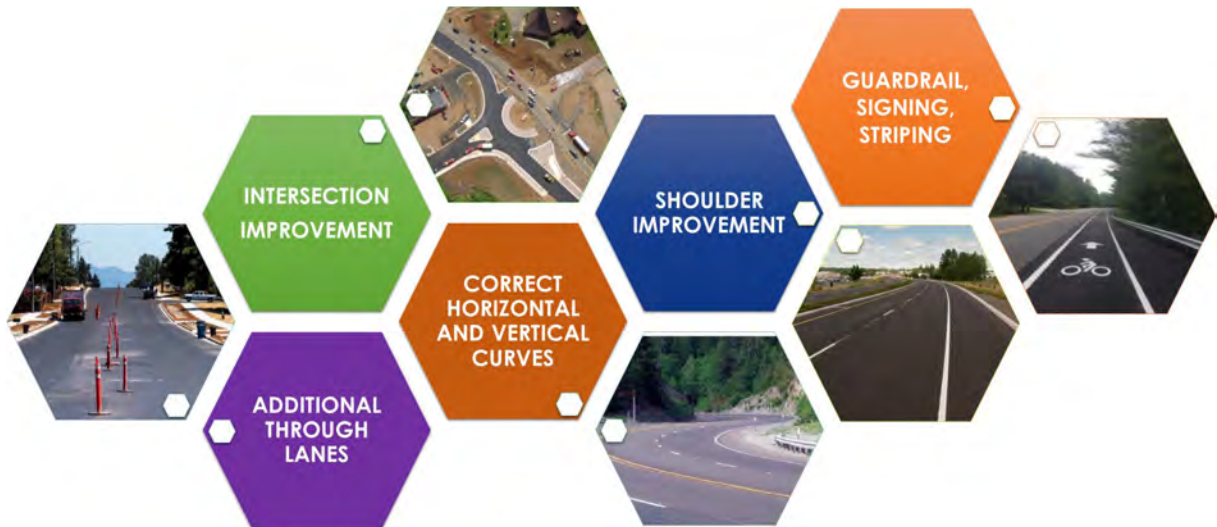 INTERSECTION
IMPROVEMENT
ADDITIONAL
THROUGH
LANES
CORRECT
HORIZONTAL
AND VERTICAL
CURVES
SHOULDER
IMPROVEMENT
GUARDRAIL,
SIGNING,
STRIPING